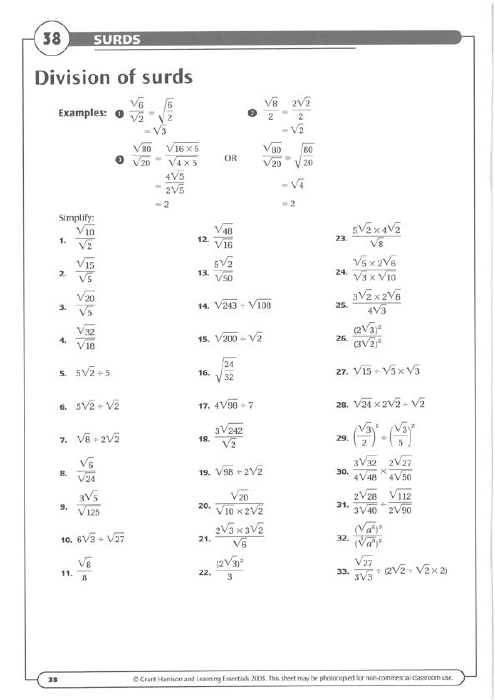 38 SURDS
Division of surds
Examples: ❶ √6/√2 = √(6/2)
= √3
❷ √8/2 = 2√2/2
= √2
❸ √80/√20 = √(16 × 5)/√(4 × 5)
= 4√5/2√5
= 2
OR
√80/√20 = √(80/20)
= √4
= 2
Simplify:
1. √10/√2
2. √15/√5
3. √20/√5
4. √32/√18
5. 5√2 ÷ 5
6. 5√2 ÷ √2
7. √8 ÷ 2√2
8. √6/√24
9. 3√5/√125
10. 6√3 ÷ √27
11. √8/8
12. √48/√16
13. 5√2/√50
14. √243 ÷ √108
15. √200 ÷ √2
16. √(24/32)
17. 4√98 ÷ 7
18. 3√242/√2
19. √98 ÷ 2√2
20. √20/(√10 × 2√2)
21. (2√3 × 3√2)/√6
22. (2√3)²/3
23. (5√2 × 4√2)/√8
24. (√5 × 2√6)/(√3 × √10)
25. (3√2 × 2√6)/4√3
26. (2√3)²/(3√2)²
27. √15 ÷ √5 × √3
28. √24 × 2√2 ÷ √2
29. (√3/2)² ÷ (√3/5)²
30. 3√32/4√48 × 2√27/4√50
31. 2√28/3√40 ÷ √112/2√90
32.
33. √27/3√3 ÷ (2√2 ÷ √2 × 2)
38 © Grant Harrison and Learning Essentials 2003. This sheet may be photocopied for non-commercial classroom use.